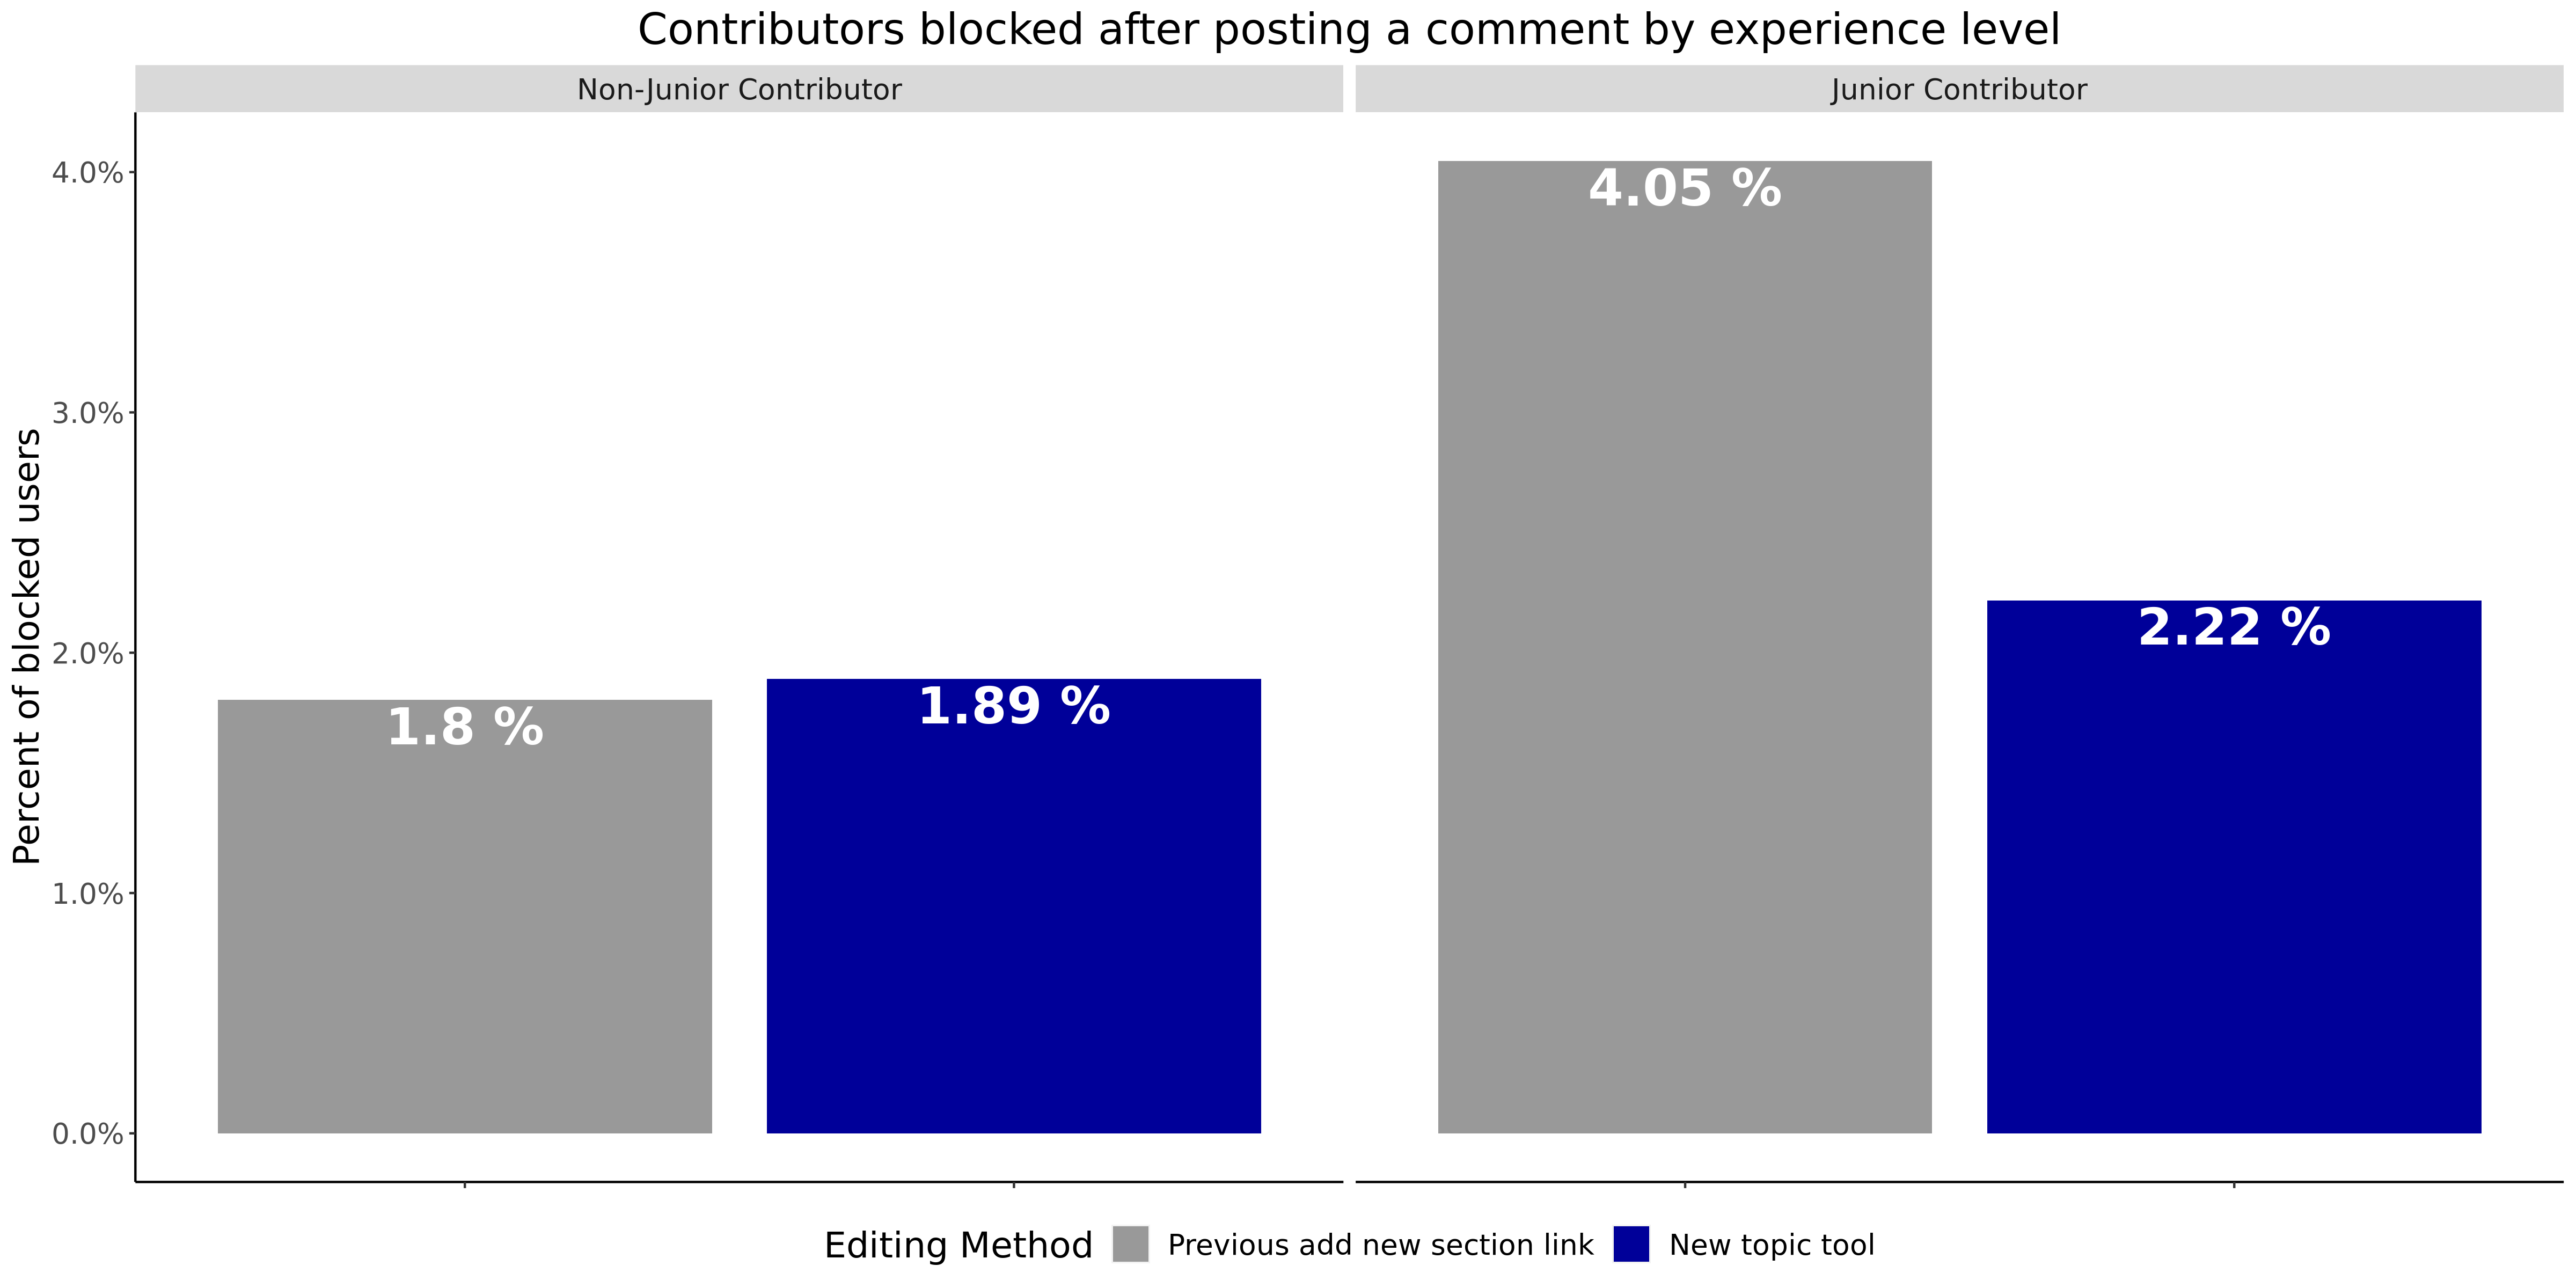 Contributors blocked after posting a comment by experience level
Non-Junior Contributor
Junior Contributor
Percent of blocked users
4.0%
3.0%
2.0%
1.0%
0.0%
1.8 %
1.89 %
4.05 %
2.22 %
Editing Method Previous add new section link New topic tool